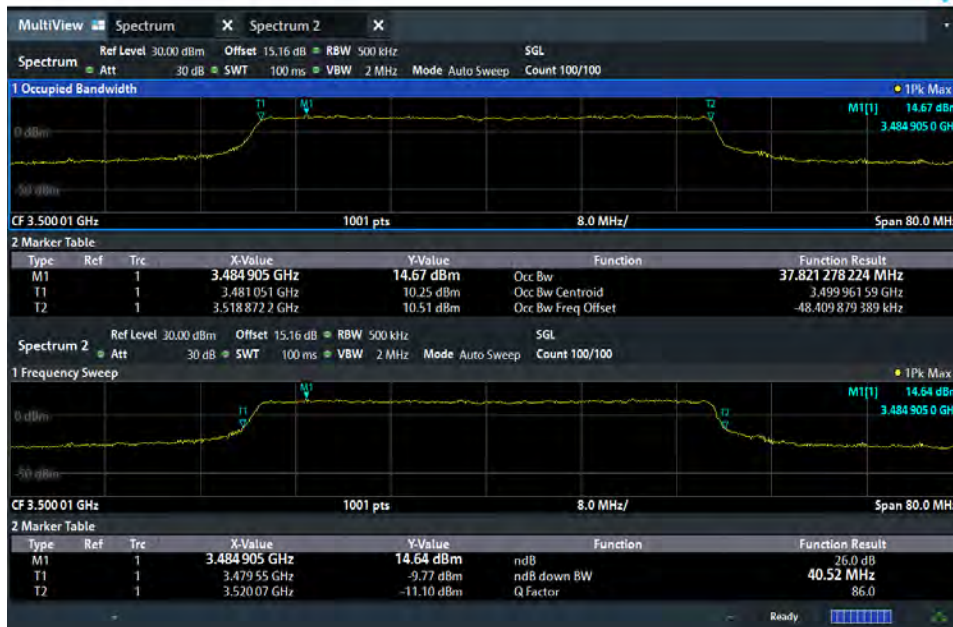 MultiView Spectrum X Spectrum 2 X
Ref Level 30.00 dBm Offset 15.16 dB RBW 500 kHz SGL
Spectrum Att 30 dB SWT 100 ms VBW 2 MHz Mode Auto Sweep Count 100/100
1 Occupied Bandwidth 1Pk Max
T1 M1 T2 M1[1] 14.67 dBr
0 dBm 3.484 905 0 GH
-50 dBm
CF 3.500 01 GHz 1001 pts 8.0 MHz/ Span 80.0 MH
2 Marker Table
Type Ref Trc X-Value Y-Value Function Function Result
M1 1 3.484 905 GHz 14.67 dBm Occ Bw 37.821 278 224 MHz
T1 1 3.481 051 GHz 10.25 dBm Occ Bw Centroid 3.499 961 59 GHz
T2 1 3.518 872 2 GHz 10.51 dBm Occ Bw Freq Offset -48.409 879 389 kHz
Ref Level 30.00 dBm Offset 15.16 dB RBW 500 kHz SGL
Spectrum 2 Att 30 dB SWT 100 ms VBW 2 MHz Mode Auto Sweep Count 100/100
1 Frequency Sweep 1Pk Max
M1 M1[1] 14.64 dBr
T1 T2 0 dBm 3.484 905 0 GH
-50 dBm
CF 3.500 01 GHz 1001 pts 8.0 MHz/ Span 80.0 MH
2 Marker Table
Type Ref Trc X-Value Y-Value Function Function Result
M1 1 3.484 905 GHz 14.64 dBm ndB 26.0 dB
T1 1 3.479 55 GHz -9.77 dBm ndB down BW 40.52 MHz
T2 1 3.520 07 GHz -11.10 dBm Q Factor 86.0
Ready